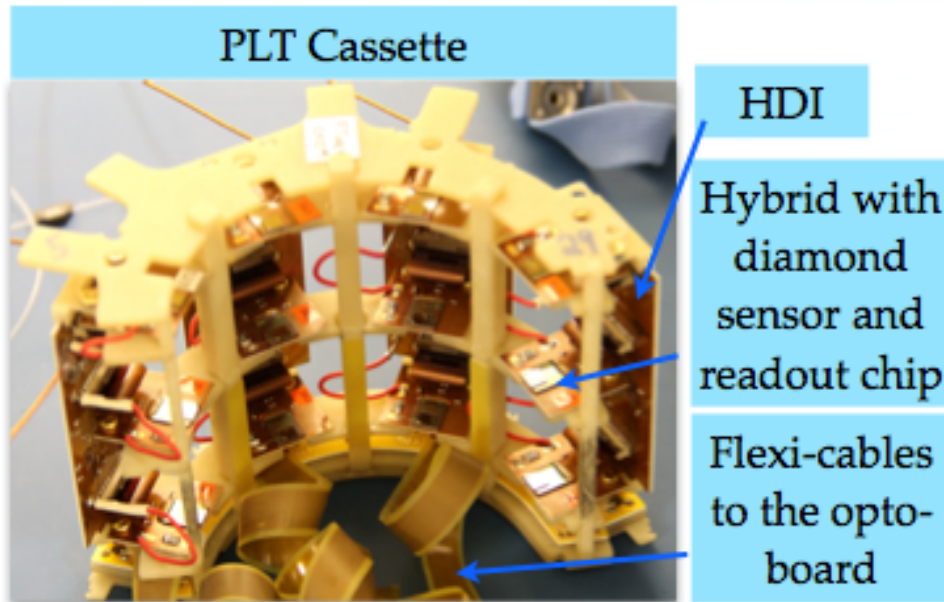 PLT Cassette
HDI
Hybrid with
diamond
sensor and
readout chip
Flexi-cables
to the opto-
board